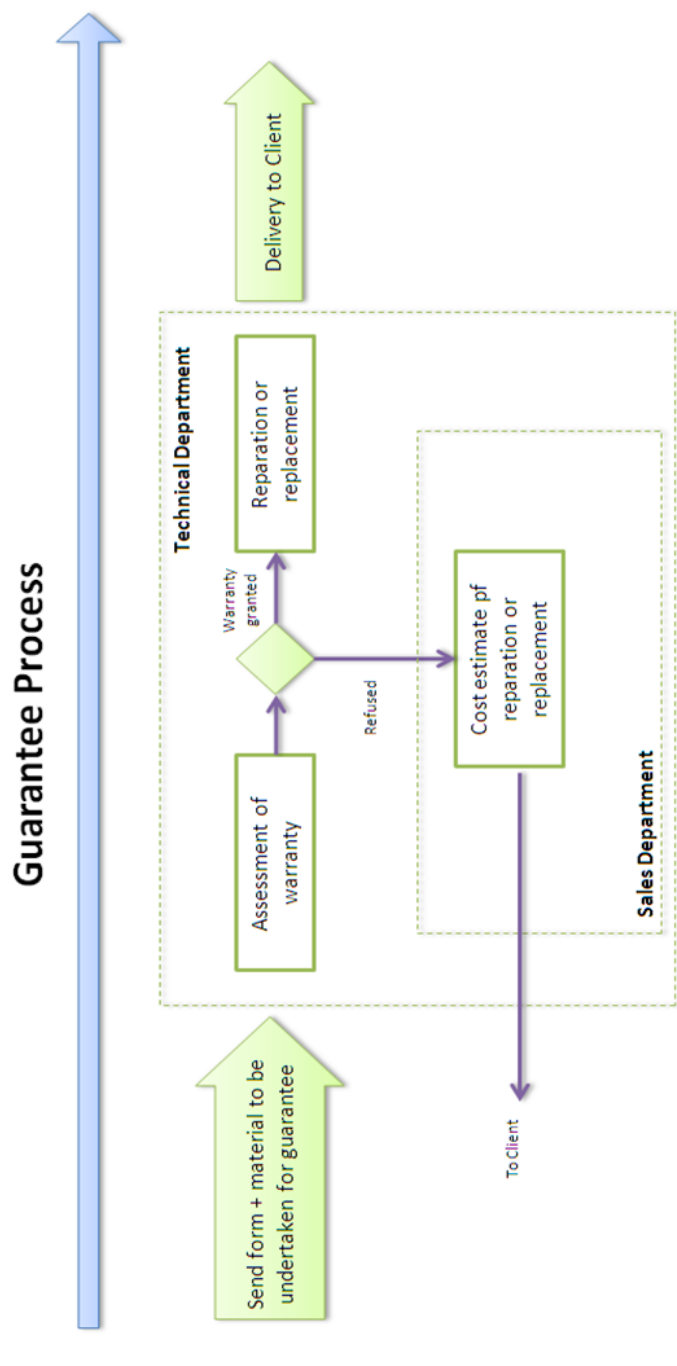 Guarantee Process
Send form + material to be
undertaken for guarantee
Technical Department
Assessment of
warranty
Warranty
granted
Reparation or
replacement
Delivery to Client
Refused
Cost estimate pf
reparation or
replacement
Sales Department
To Client